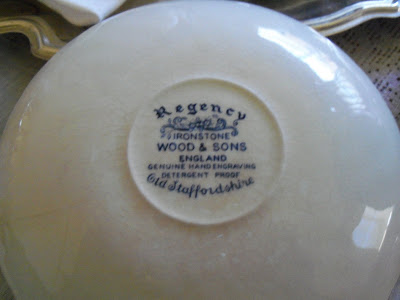 Regency
IRONSTONE
WOOD & SONS
ENGLAND
GENUINE HAND ENGRAVING
DETERGENT PROOF
Old Staffordshire